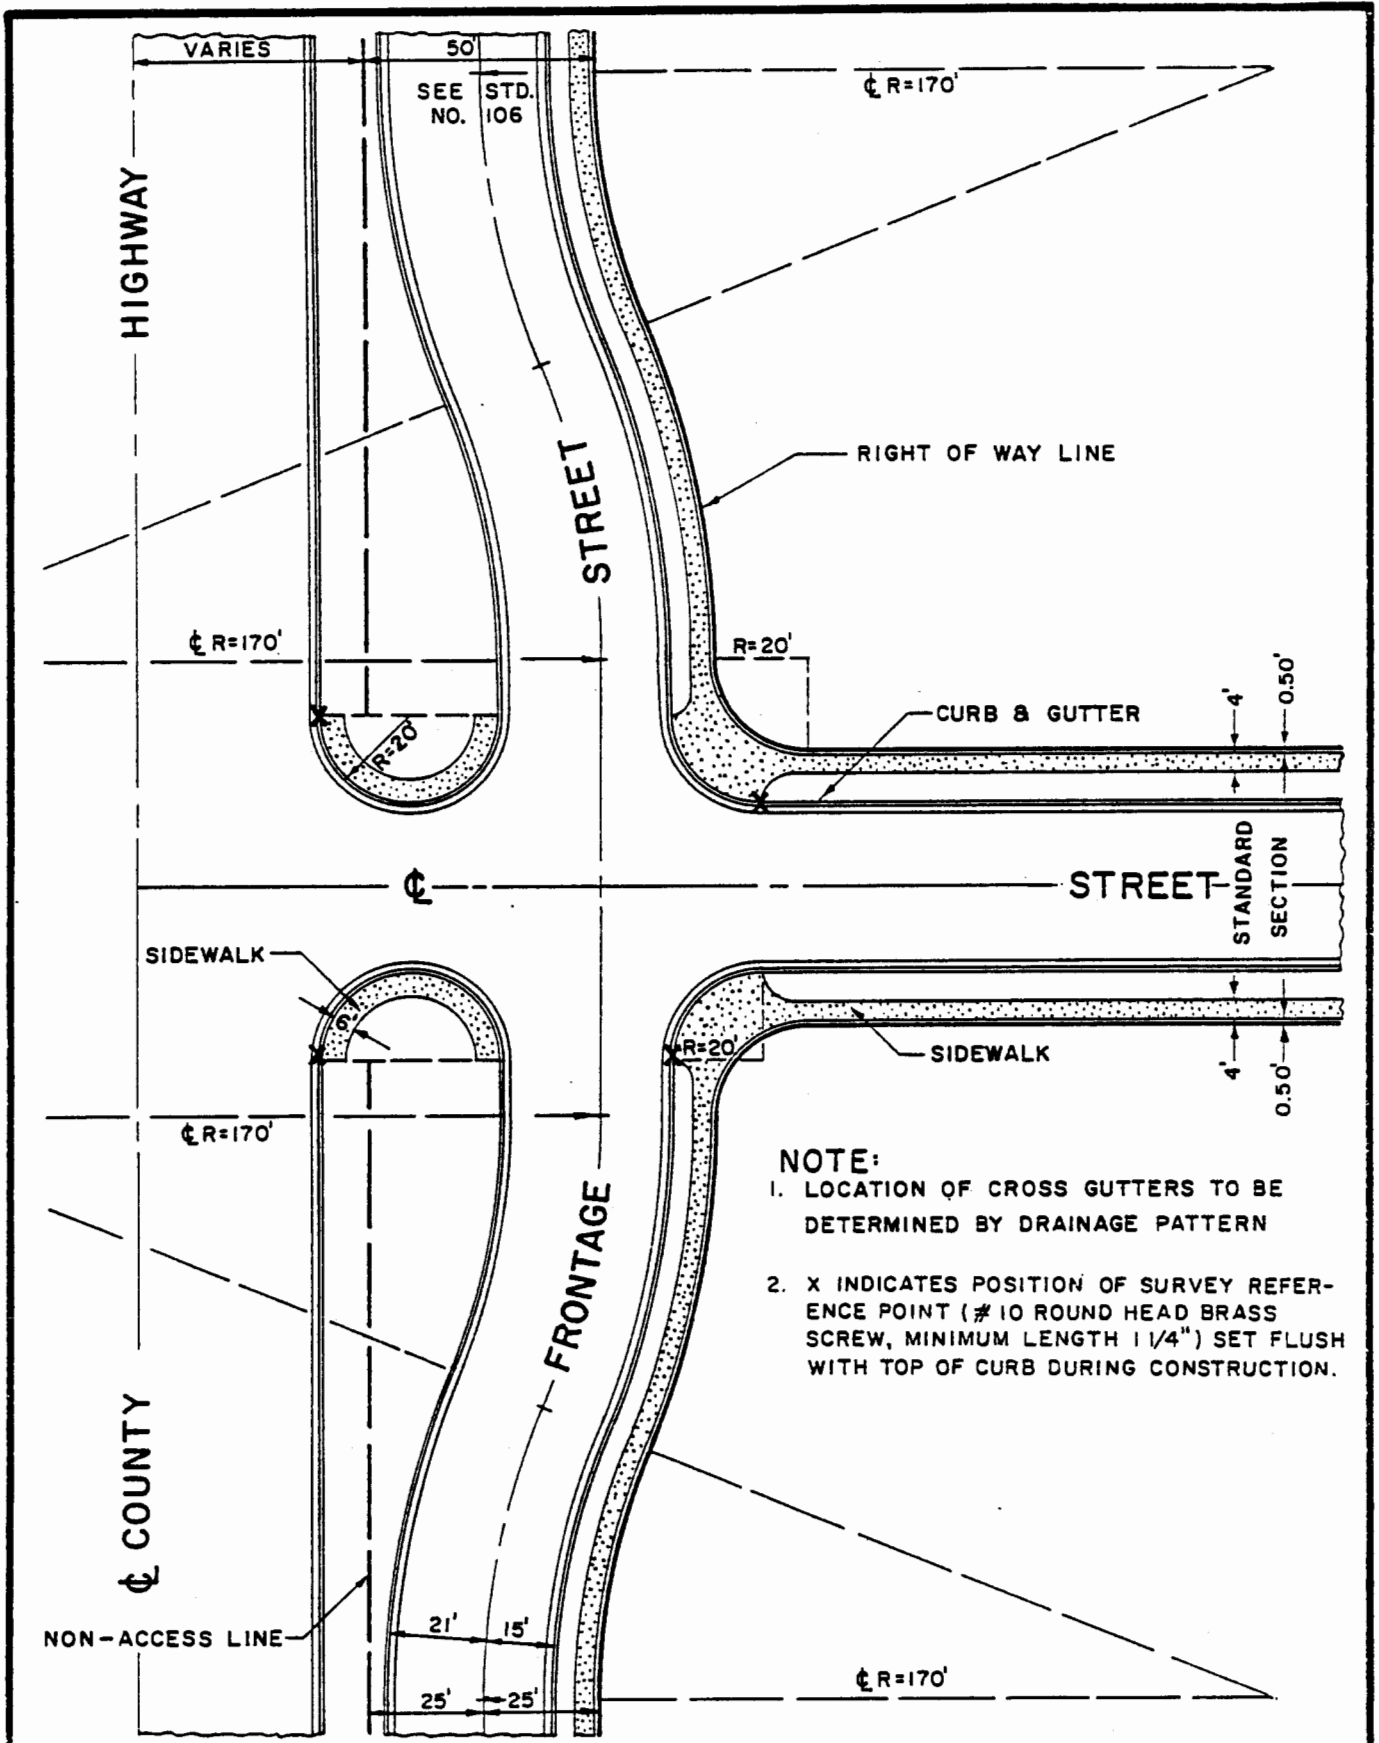 VARIES
50'
SEE STD.
NO. 106
℄ R=170'
HIGHWAY
STREET
RIGHT OF WAY LINE
℄ R=170'
R=20'
R=20'
CURB & GUTTER
4'
0.50'
℄
STREET
STANDARD
SECTION
SIDEWALK
6'
R=20'
SIDEWALK
4'
0.50'
℄ R=170'
FRONTAGE
NOTE:
1. LOCATION OF CROSS GUTTERS TO BE
DETERMINED BY DRAINAGE PATTERN
2. X INDICATES POSITION OF SURVEY REFER-
ENCE POINT (# 10 ROUND HEAD BRASS
SCREW, MINIMUM LENGTH 1 1/4") SET FLUSH
WITH TOP OF CURB DURING CONSTRUCTION.
℄ COUNTY
NON-ACCESS LINE
21'
15'
25'
25'
℄ R=170'